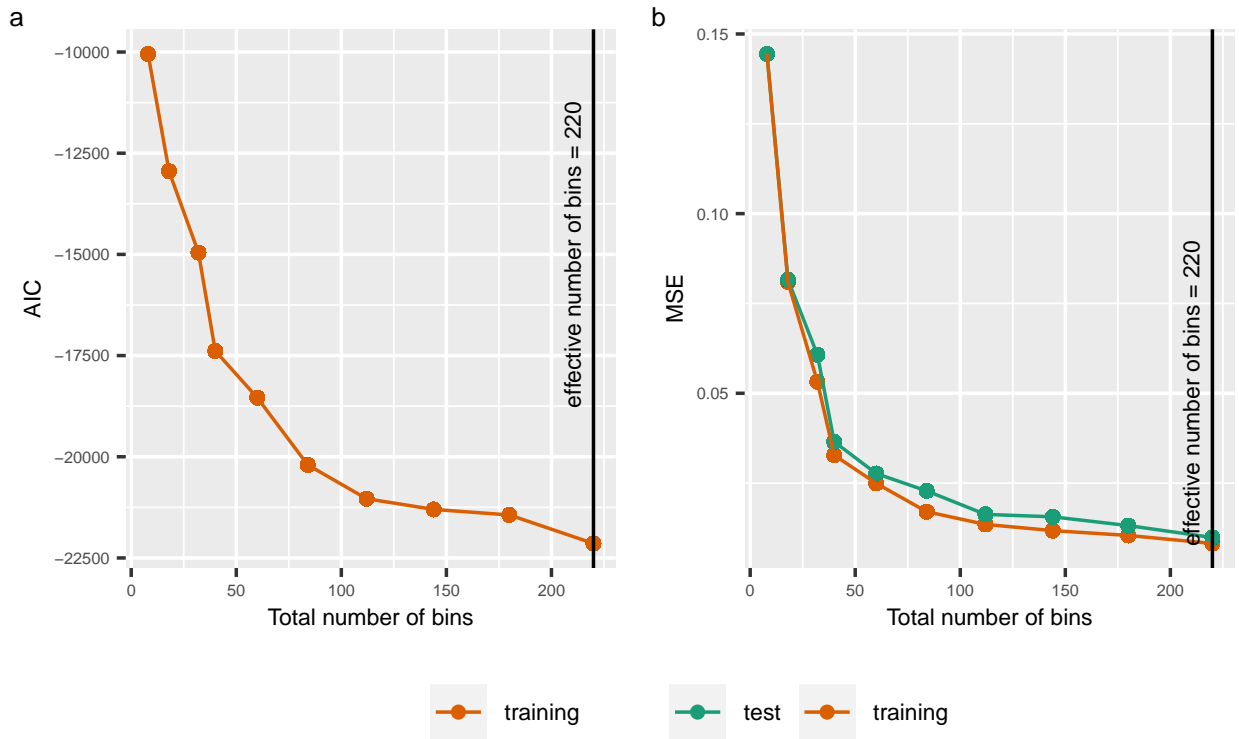 a
−10000
−12500
−15000
−17500
−20000
−22500
AIC
effective number of bins = 220
0
50
100
150
200
Total number of bins
b
0.15
0.10
0.05
MSE
effective number of bins = 220
0
50
100
150
200
Total number of bins
training
test
training